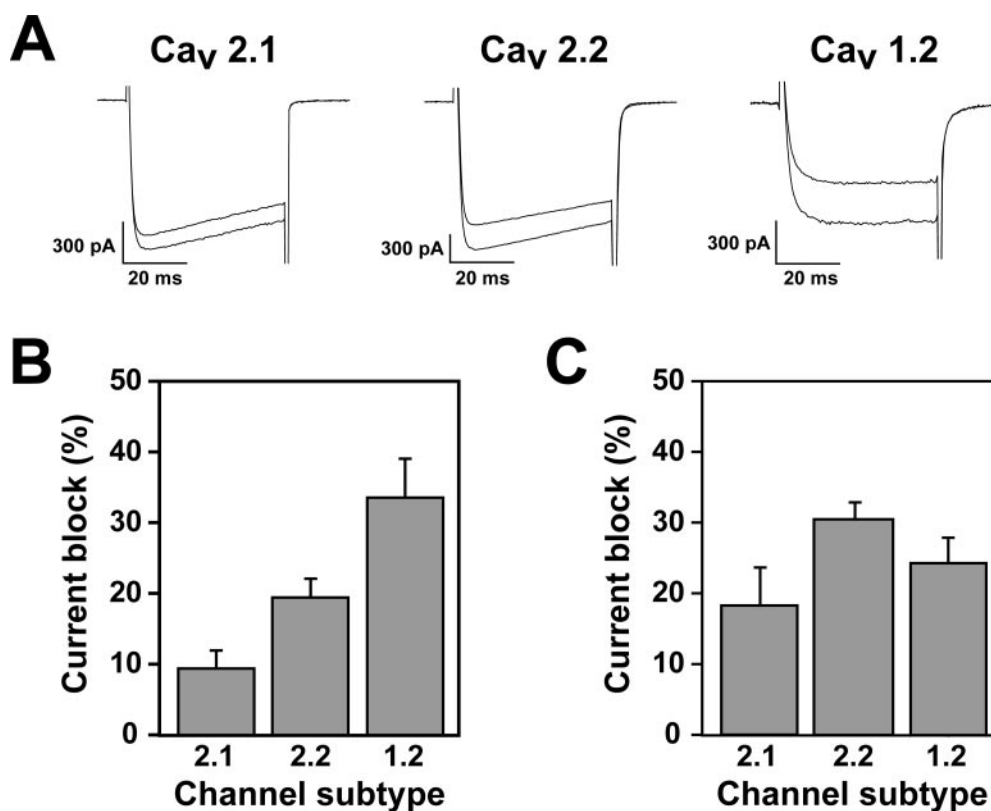 A
Cav 2.1
Cav 2.2
Cav 1.2
300 pA
20 ms
300 pA
20 ms
300 pA
20 ms
B
Current block (%)
50
40
30
20
10
0
2.1 2.2 1.2
Channel subtype
C
Current block (%)
50
40
30
20
10
0
2.1 2.2 1.2
Channel subtype